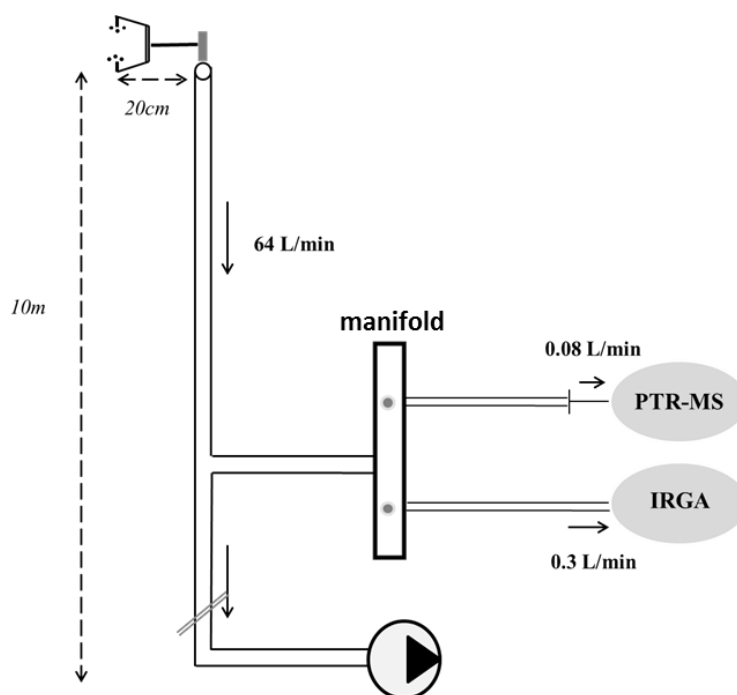 20cm
64 L/min
10m
manifold
0.08 L/min
PTR-MS
IRGA
0.3 L/min